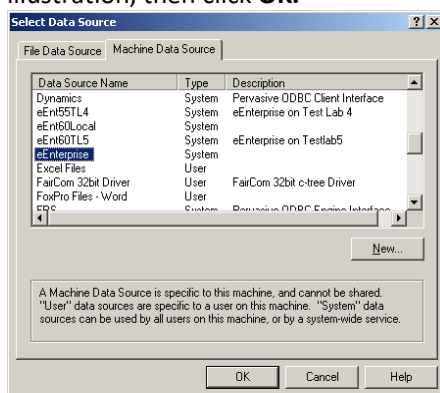 illustration, then click OK.
Select Data Source
File Data Source Machine Data Source
Data Source Name Type Description
Dynamics System Pervasive ODBC Client Interface
eEnt55TL4 System eEnterprise on Test Lab 4
eEnt60Local System
eEnt60TL5 System eEnterprise on Testlab5
eEnterprise System
Excel Files User
FairCom 32bit Driver User FairCom 32bit c-tree Driver
FoxPro Files - Word User
System Pervasive ODBC Engine Interface
New...
A Machine Data Source is specific to this machine, and cannot be shared.
"User" data sources are specific to a user on this machine. "System" data
sources can be used by all users on this machine, or by a system-wide service.
OK Cancel Help